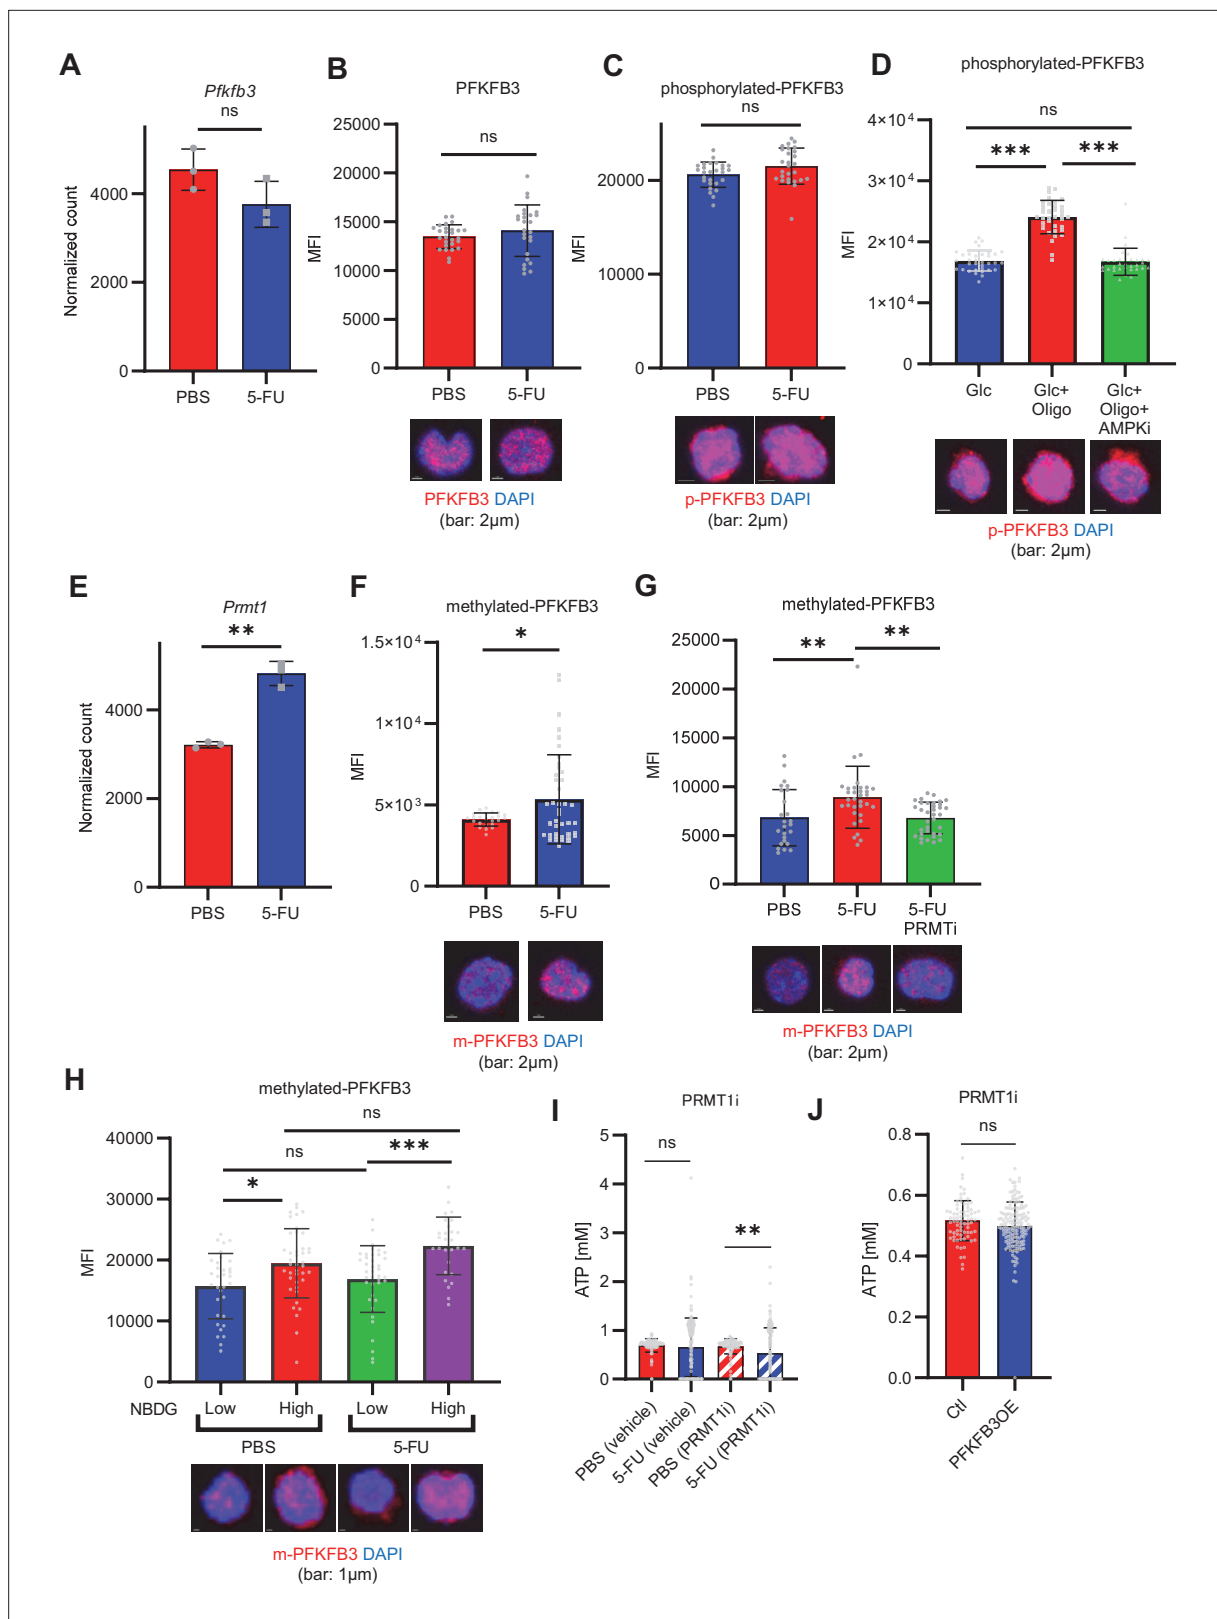 A
Pfkfb3
ns
Normalized count
4000
2000
0
PBS
5-FU
B
PFKFB3
ns
MFI
25000
20000
15000
10000
5000
0
PBS
5-FU
PFKFB3 DAPI
(bar: 2µm)
C
phosphorylated-PFKFB3
ns
MFI
20000
10000
0
PBS
5-FU
p-PFKFB3 DAPI
(bar: 2µm)
D
phosphorylated-PFKFB3
ns
***
***
MFI
4×10⁴
3×10⁴
2×10⁴
1×10⁴
0
Glc
Glc+
Oligo
Glc+
Oligo+
AMPKi
p-PFKFB3 DAPI
(bar: 2µm)
E
Prmt1
**
Normalized count
4000
2000
0
PBS
5-FU
F
methylated-PFKFB3
*
MFI
1.5×10⁴
1×10⁴
5×10³
0
PBS
5-FU
m-PFKFB3 DAPI
(bar: 2µm)
G
methylated-PFKFB3
**
**
MFI
25000
20000
15000
10000
5000
0
PBS
5-FU
5-FU
PRMTi
m-PFKFB3 DAPI
(bar: 2µm)
H
methylated-PFKFB3
ns
ns
***
*
MFI
40000
30000
20000
10000
0
NBDG
Low
High
Low
High
PBS
5-FU
m-PFKFB3 DAPI
(bar: 1µm)
I
PRMT1i
ns
**
ATP [mM]
5
4
3
2
1
0
PBS (vehicle)
5-FU (vehicle)
PBS (PRMT1i)
5-FU (PRMT1i)
J
PRMT1i
ns
ATP [mM]
0.8
0.6
0.4
0.2
0.0
Ctl
PFKFB3OE